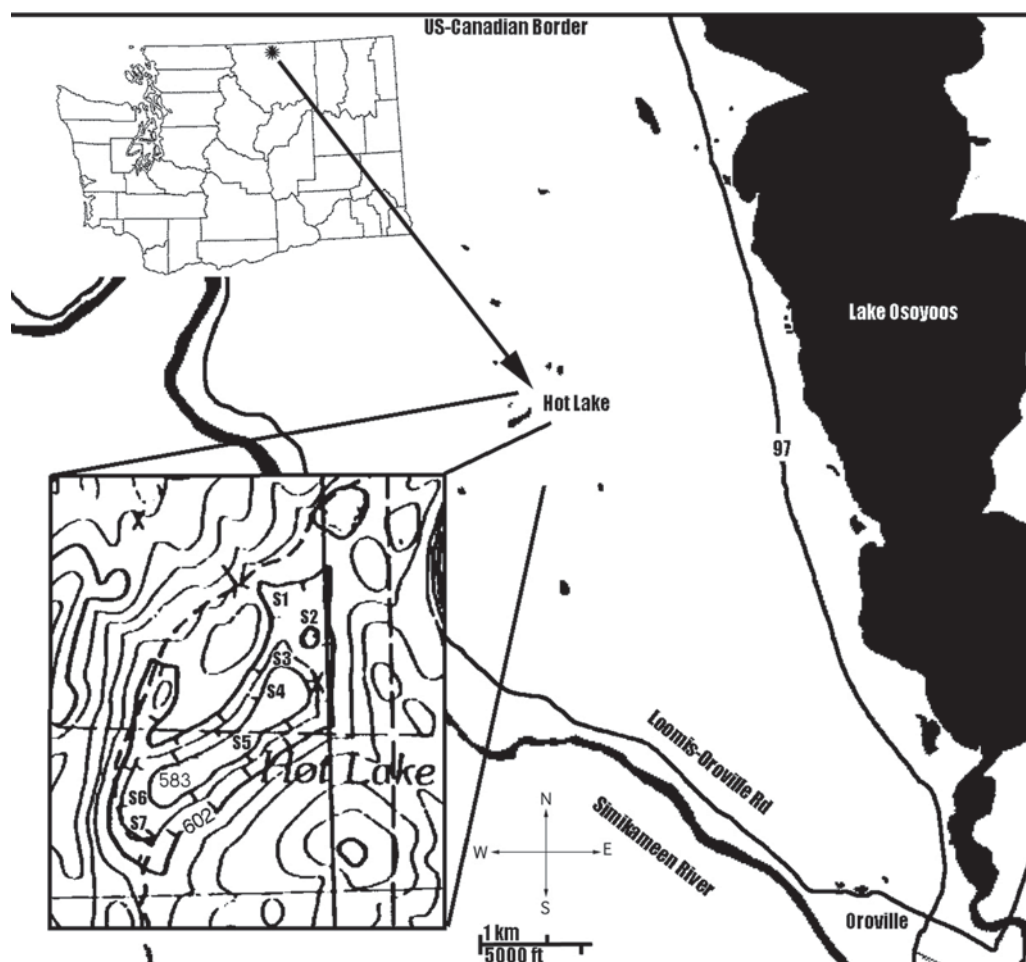 US-Canadian Border
Lake Osoyoos
Hot Lake
97
S1
S2
S3
S4
S5
Hot Lake
583
S6
S7
602
Loomis-Oroville Rd
Simikameen River
N
W
E
S
Oroville
1 km
5000 ft